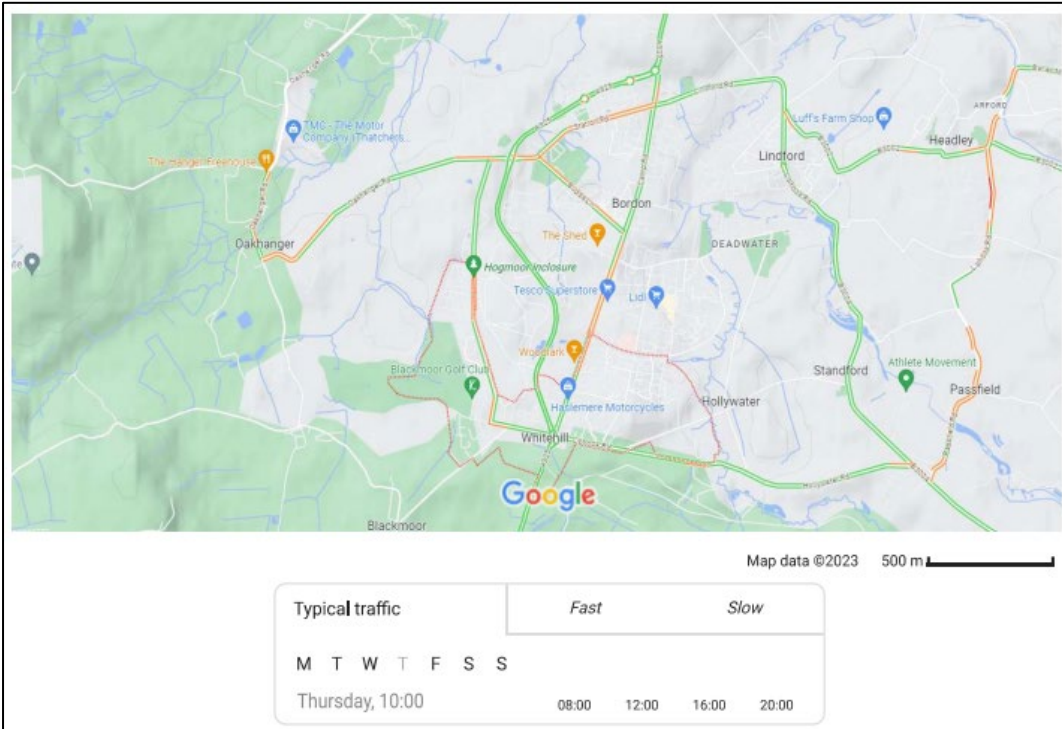 ARFORD
TMC - The Motor
Company (Thatchers...
Luff's Farm Shop
Headley
The Hanger Freehouse
Lindford
Bordon
The Shed
Oakhanger
DEADWATER
Hogmoor Inclosure
Tesco Superstore
Lidl
Woodlark
Athlete Movement
Blackmoor Golf Club
Standford
Passfield
Haslemere Motorcycles
Hollywater
Whitehill
Google
Blackmoor
Map data ©2023 500 m
Typical traffic Fast Slow
M T W T F S S
Thursday, 10:00 08:00 12:00 16:00 20:00